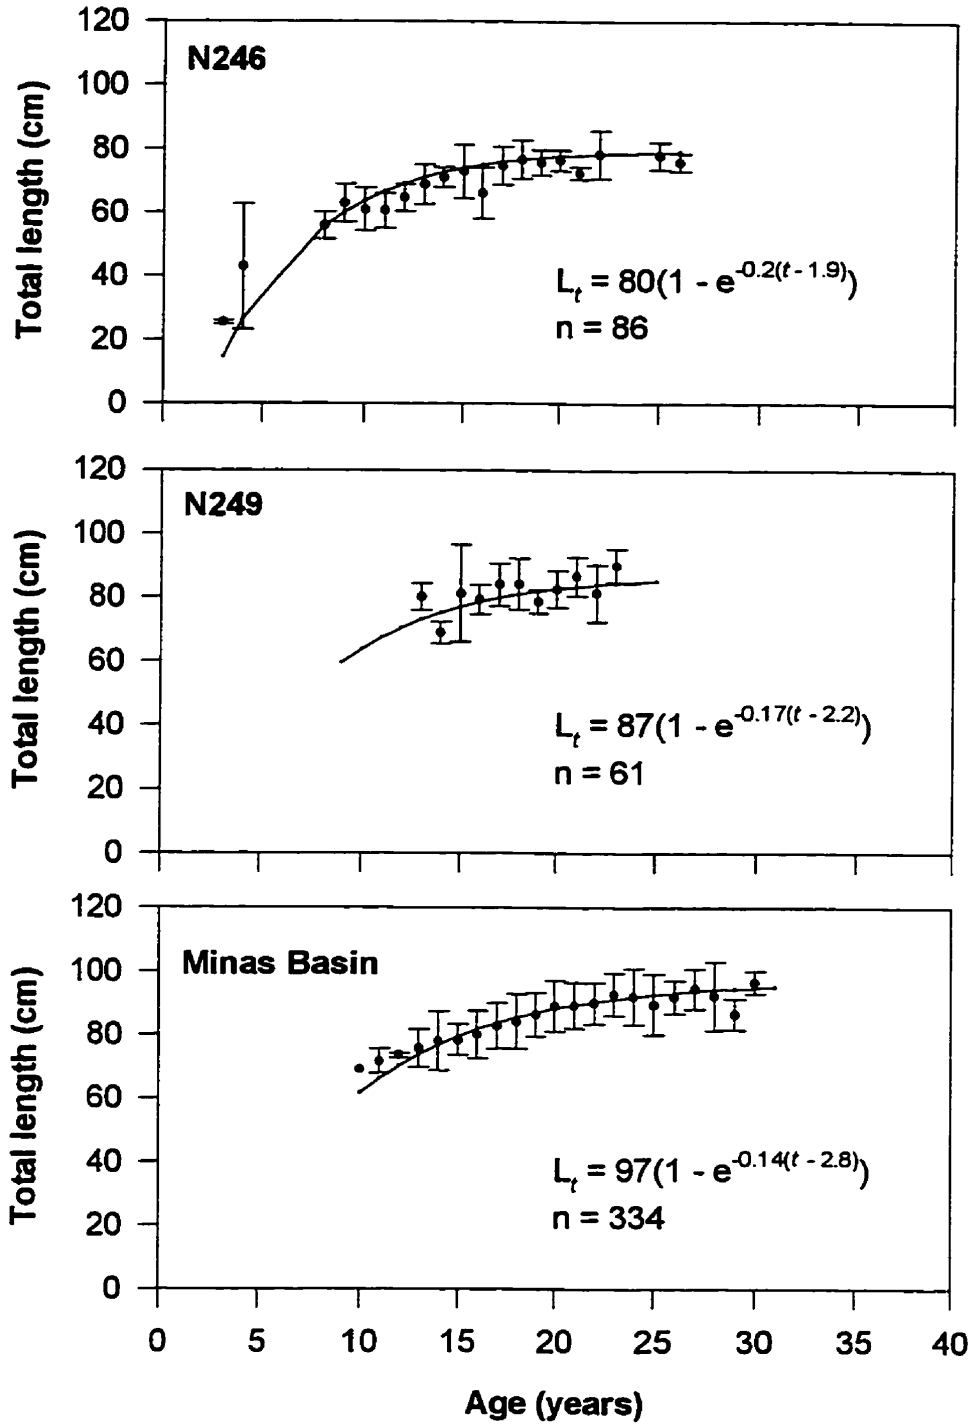 N246
Total length (cm)
120
100
80
60
40
20
0
L_t = 80(1 - e^-0.2(t - 1.9))
n = 86
N249
Total length (cm)
120
100
80
60
40
20
0
L_t = 87(1 - e^-0.17(t - 2.2))
n = 61
Minas Basin
Total length (cm)
120
100
80
60
40
20
0
L_t = 97(1 - e^-0.14(t - 2.8))
n = 334
0 5 10 15 20 25 30 35 40
Age (years)